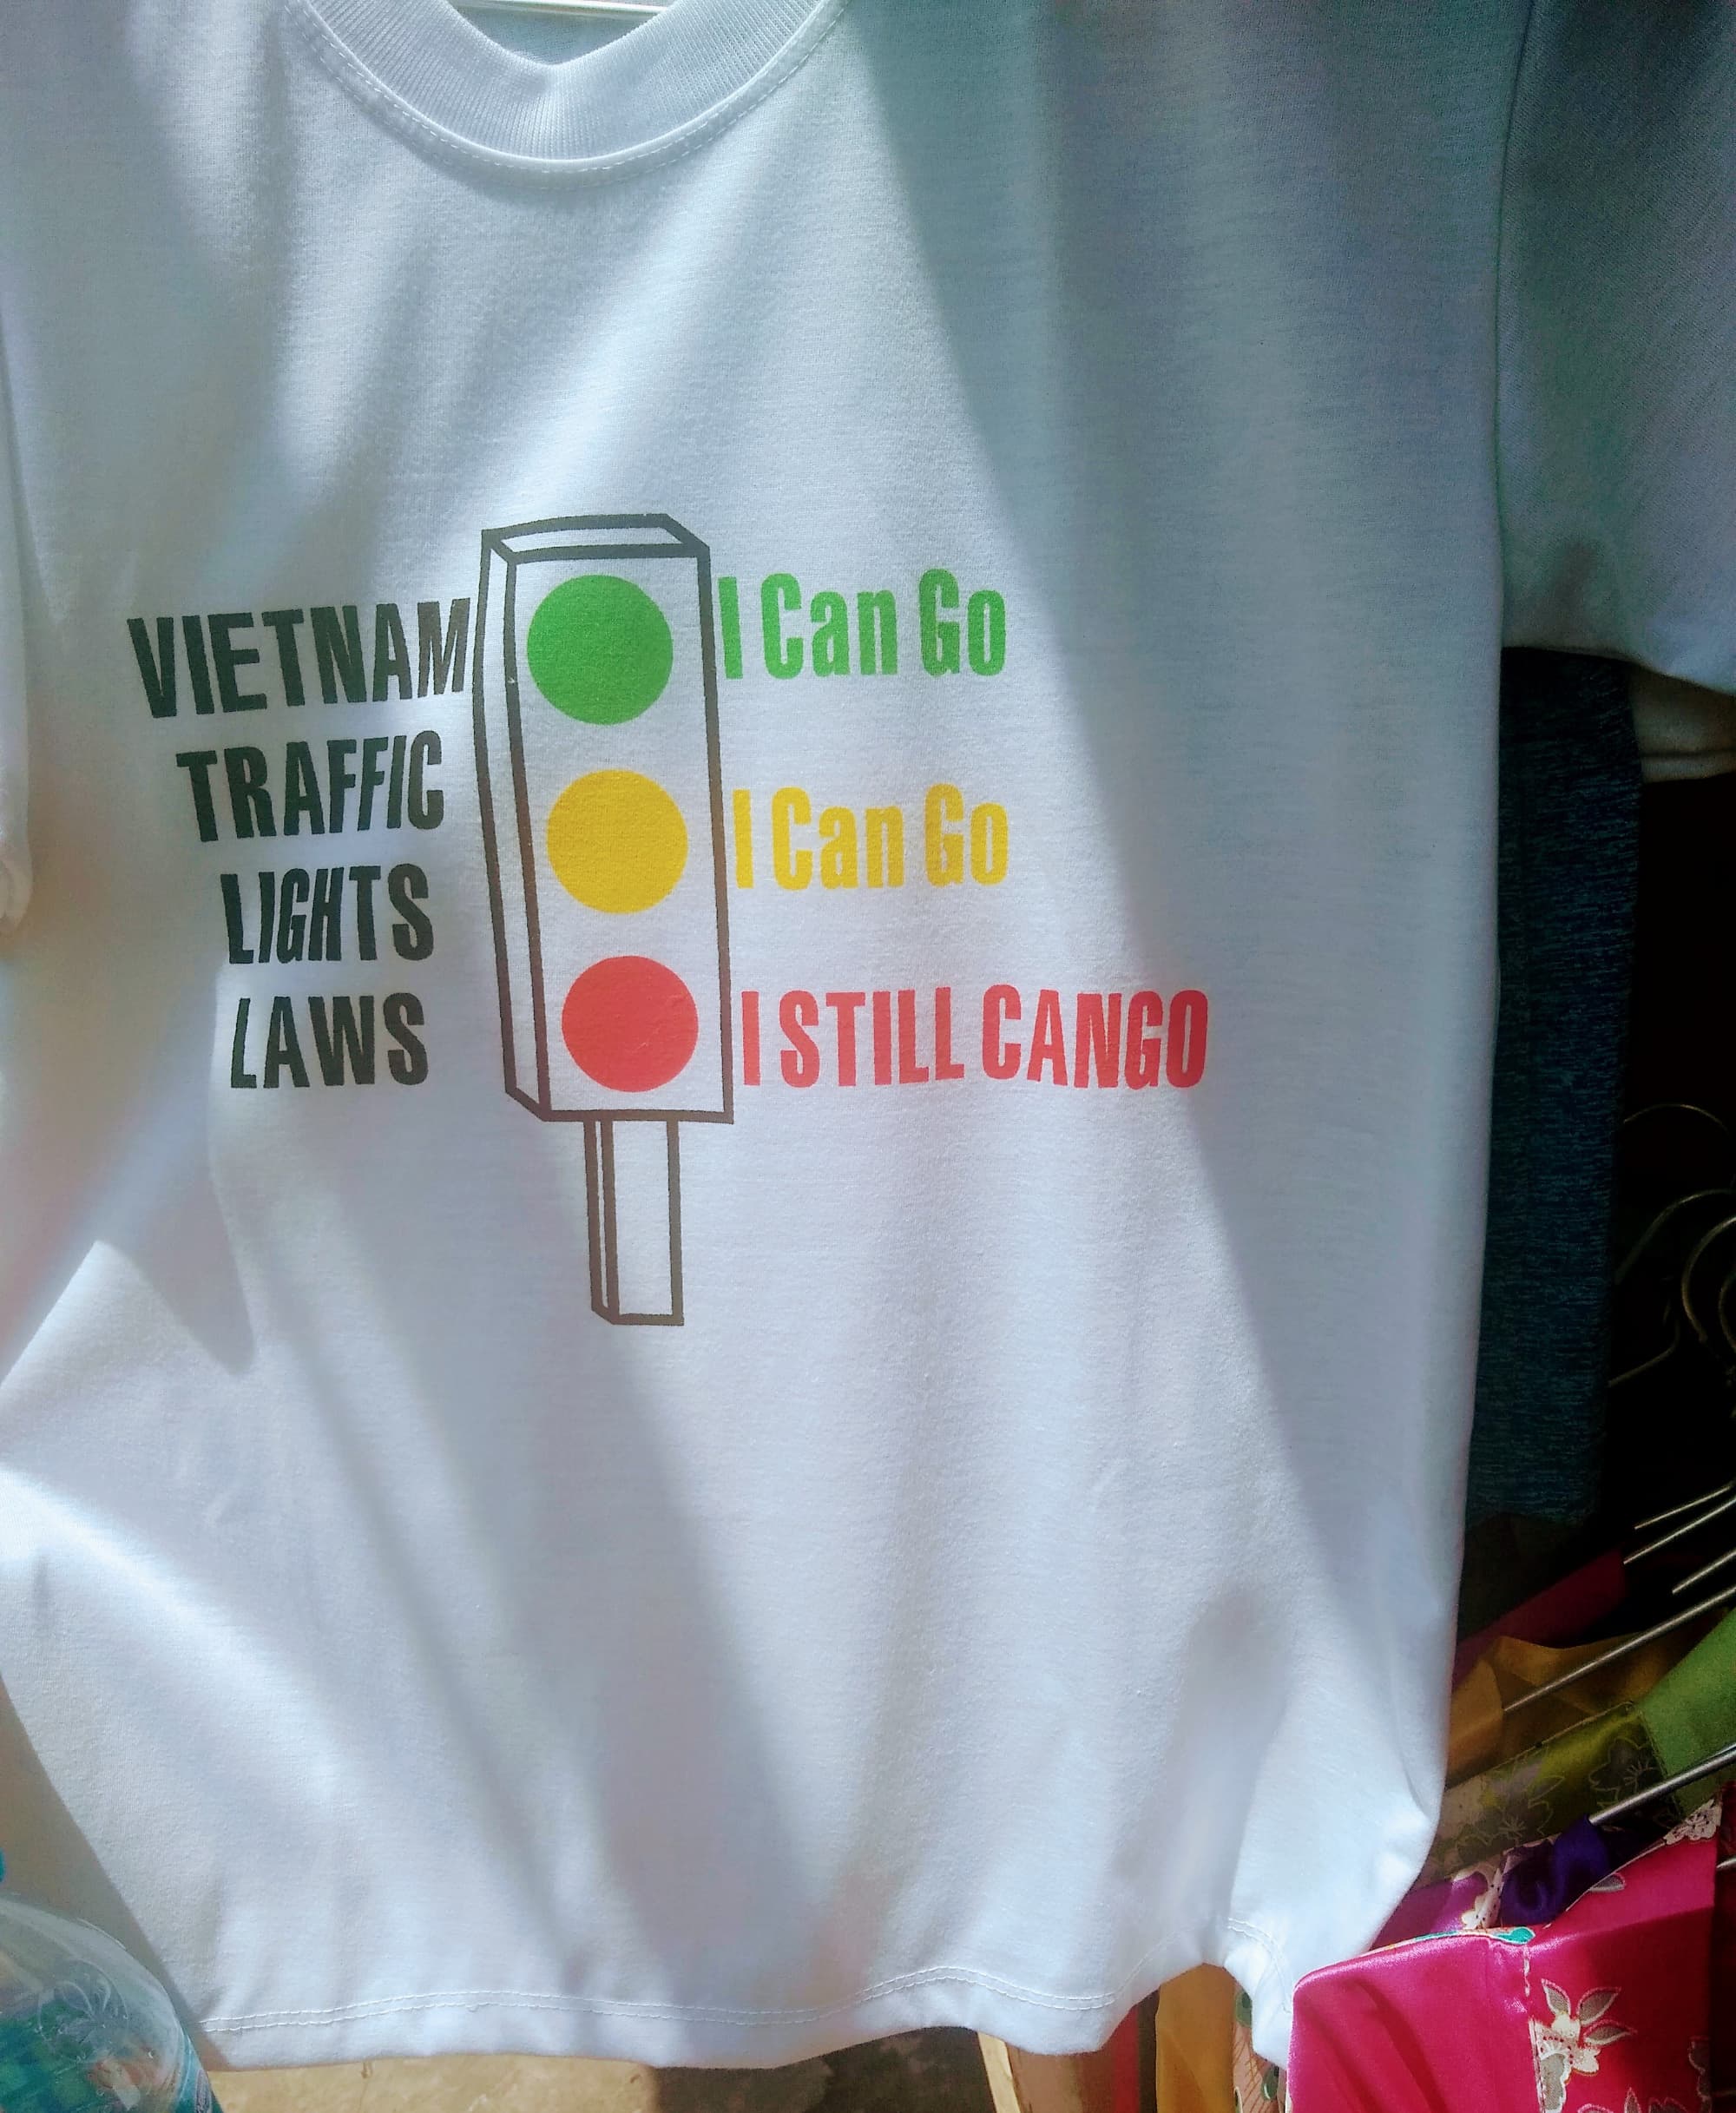 VIETNAM
TRAFFIC
LIGHTS
LAWS
I Can Go
I Can Go
I STILL CANGO